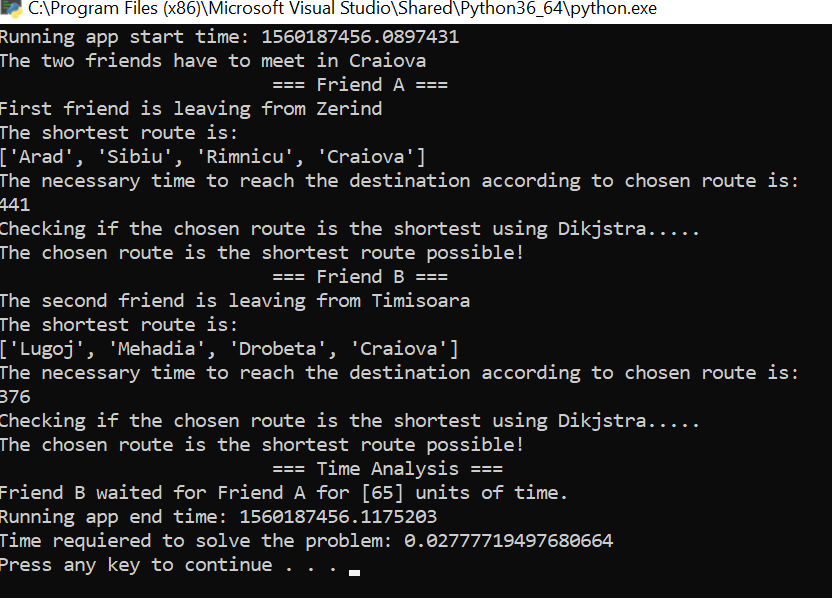 C:\Program Files (x86)\Microsoft Visual Studio\Shared\Python36_64\python.exe
Running app start time: 1560187456.0897431
The two friends have to meet in Craiova
=== Friend A ===
First friend is leaving from Zerind
The shortest route is:
['Arad', 'Sibiu', 'Rimnicu', 'Craiova']
The necessary time to reach the destination according to chosen route is:
441
Checking if the chosen route is the shortest using Dikjstra.....
The chosen route is the shortest route possible!
=== Friend B ===
The second friend is leaving from Timisoara
The shortest route is:
['Lugoj', 'Mehadia', 'Drobeta', 'Craiova']
The necessary time to reach the destination according to chosen route is:
376
Checking if the chosen route is the shortest using Dikjstra.....
The chosen route is the shortest route possible!
=== Time Analysis ===
Friend B waited for Friend A for [65] units of time.
Running app end time: 1560187456.1175203
Time requiered to solve the problem: 0.02777719497680664
Press any key to continue . . .